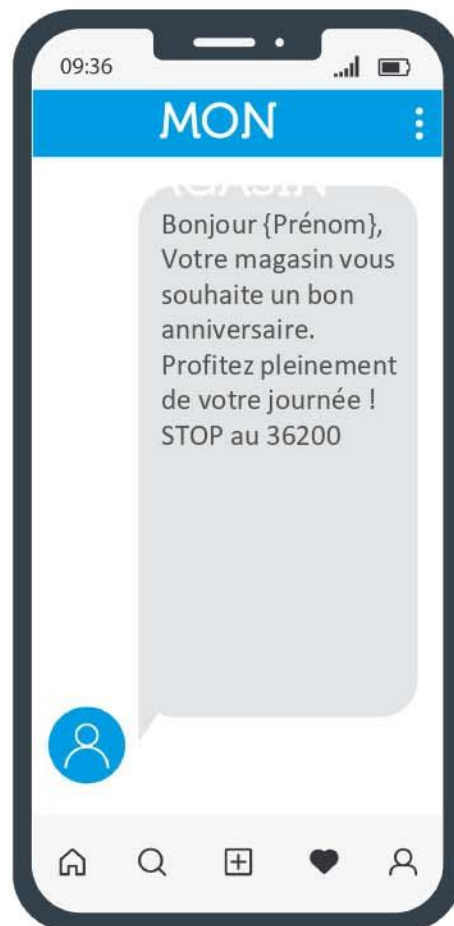 09:36
MON
MAGASIN
Bonjour {Prénom},
Votre magasin vous
souhaite un bon
anniversaire.
Profitez pleinement
de votre journée !
STOP au 36200